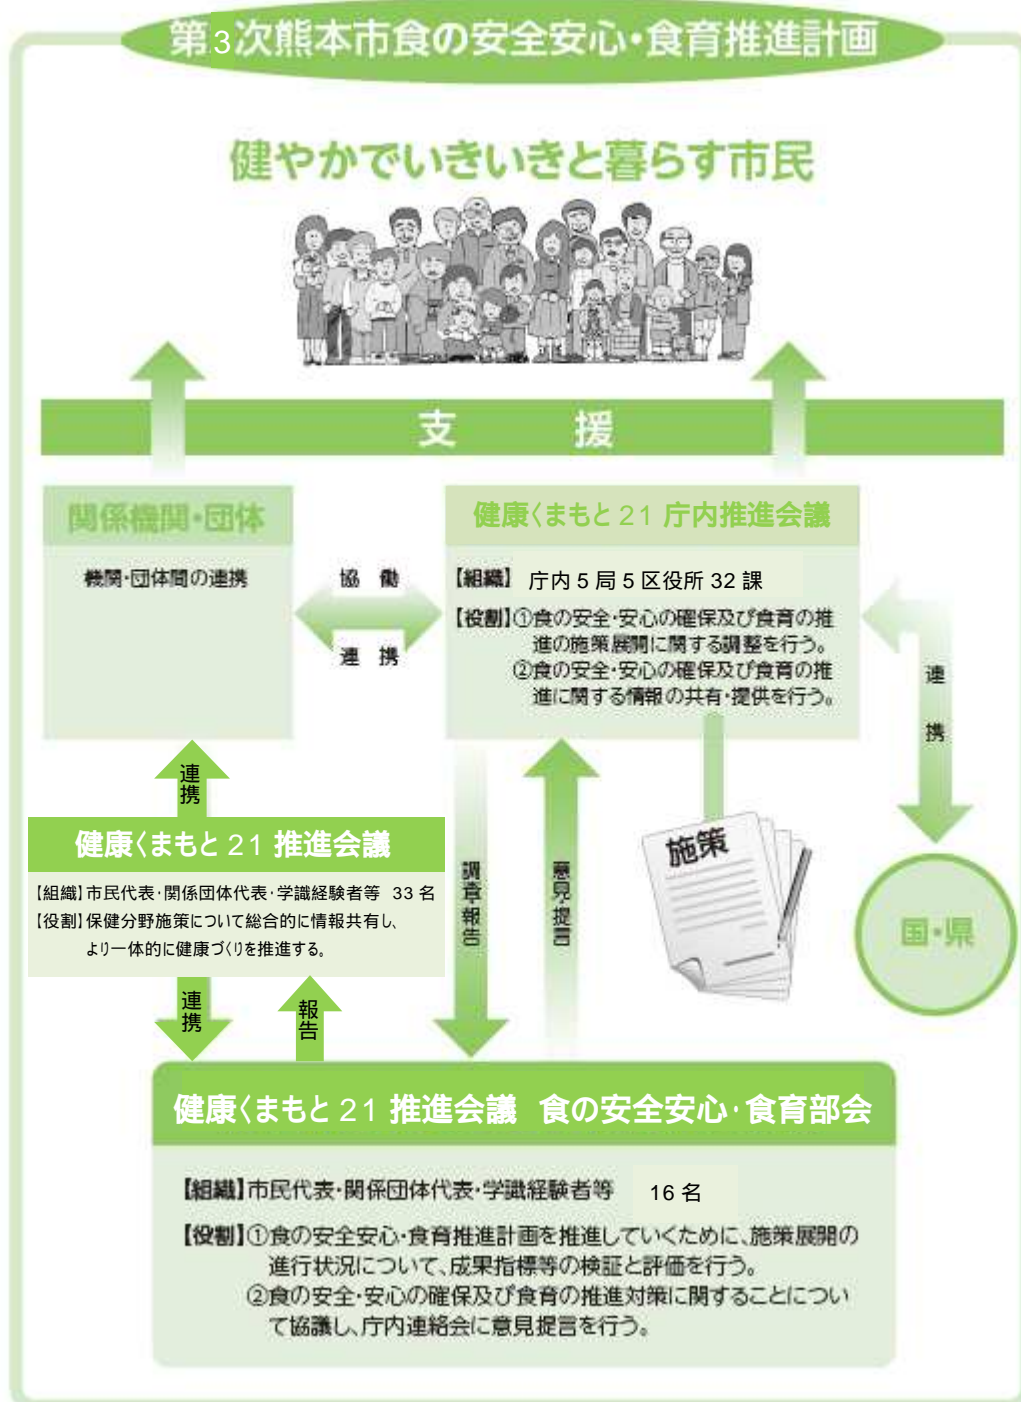 第3次熊本市食の安全安心・食育推進計画
健やかでいきいきと暮らす市民
支　援
関係機関・団体
機関・団体間の連携
協 働
連 携
健康くまもと21 庁内推進会議
【組織】 庁内5局5区役所32課
【役割】①食の安全・安心の確保及び食育の推
進の施策展開に関する調整を行う。
②食の安全・安心の確保及び食育の推
進に関する情報の共有・提供を行う。
連携
連携
健康くまもと21 推進会議
【組織】市民代表・関係団体代表・学識経験者等 33名
【役割】保健分野施策について総合的に情報共有し、
より一体的に健康づくりを推進する。
調査・報告
意見・提言
施策
国・県
連携
報告
健康くまもと21 推進会議 食の安全安心・食育部会
【組織】市民代表・関係団体代表・学識経験者等 16名
【役割】①食の安全安心・食育推進計画を推進していくために、施策展開の
進行状況について、成果指標等の検証と評価を行う。
②食の安全・安心の確保及び食育の推進対策に関することについ
て協議し、庁内連絡会に意見提言を行う。